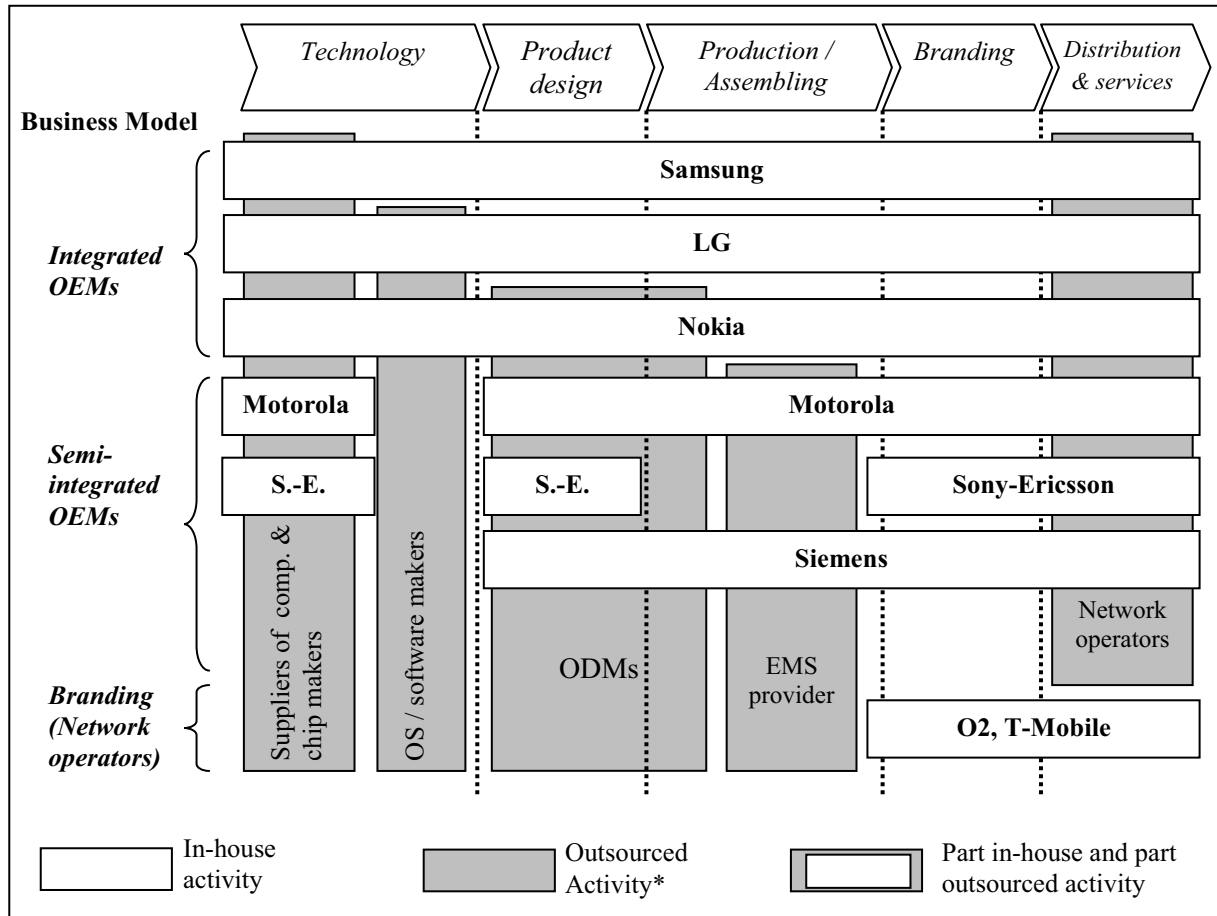 Technology
Product
design
Production /
Assembling
Branding
Distribution
& services
Business Model
Samsung
Integrated
OEMs
LG
Nokia
Semi-
integrated
OEMs
Motorola
Motorola
S.-E.
S.-E.
Sony-Ericsson
Siemens
Suppliers of comp. &
chip makers
OS / software makers
ODMs
EMS
provider
Network
operators
Branding
(Network
operators)
O2, T-Mobile
In-house
activity
Outsourced
Activity*
Part in-house and part
outsourced activity